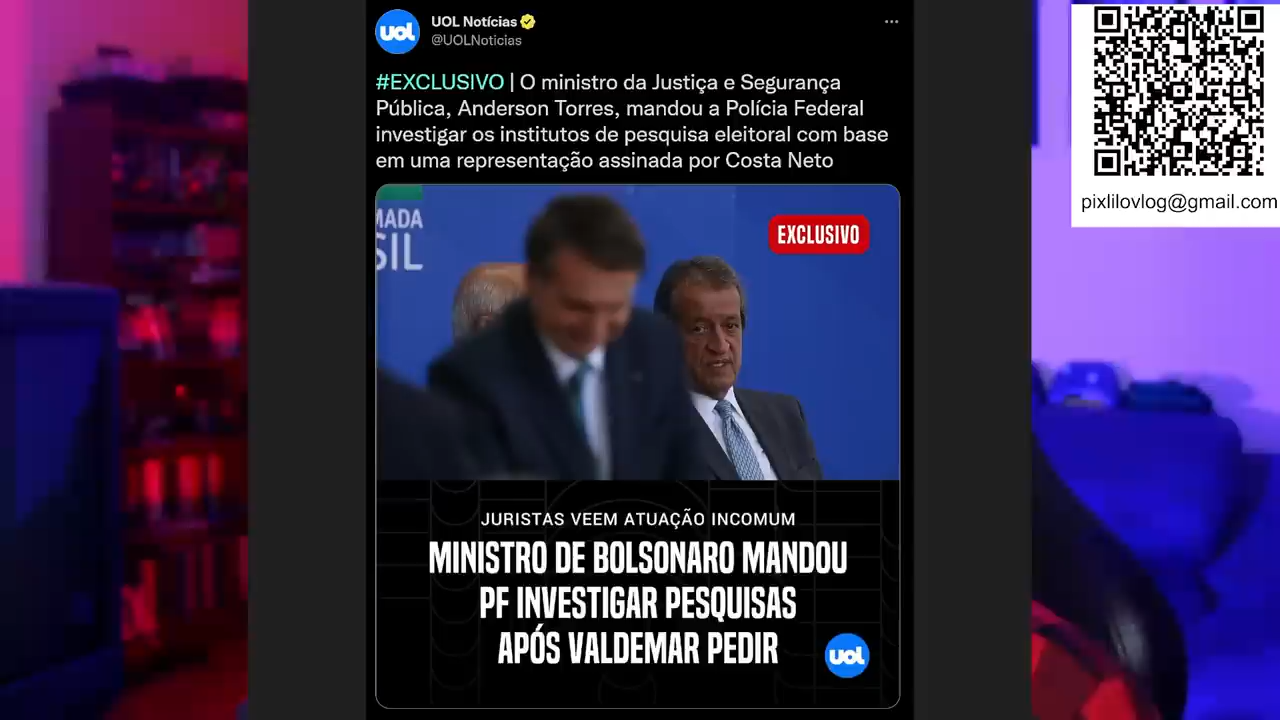 uol
UOL Notícias
@UOLNoticias
#EXCLUSIVO | O ministro da Justiça e Segurança
Pública, Anderson Torres, mandou a Polícia Federal
investigar os institutos de pesquisa eleitoral com base
em uma representação assinada por Costa Neto
MADA
SIL
EXCLUSIVO
JURISTAS VEEM ATUAÇÃO INCOMUM
MINISTRO DE BOLSONARO MANDOU
PF INVESTIGAR PESQUISAS
APÓS VALDEMAR PEDIR
uol
pixlilovlog@gmail.com